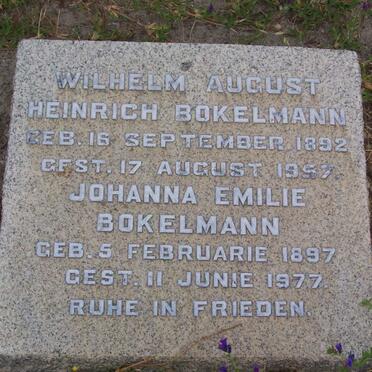 WILHELM AUGUST
HEINRICH BOKELMANN
GEB. 16 SEPTEMBER 1892
GEST. 17 AUGUST 1957.
JOHANNA EMILIE
BOKELMANN
GEB. 5 FEBRUARIE 1897
GEST. 11 JUNIE 1977.
RUHE IN FRIEDEN.